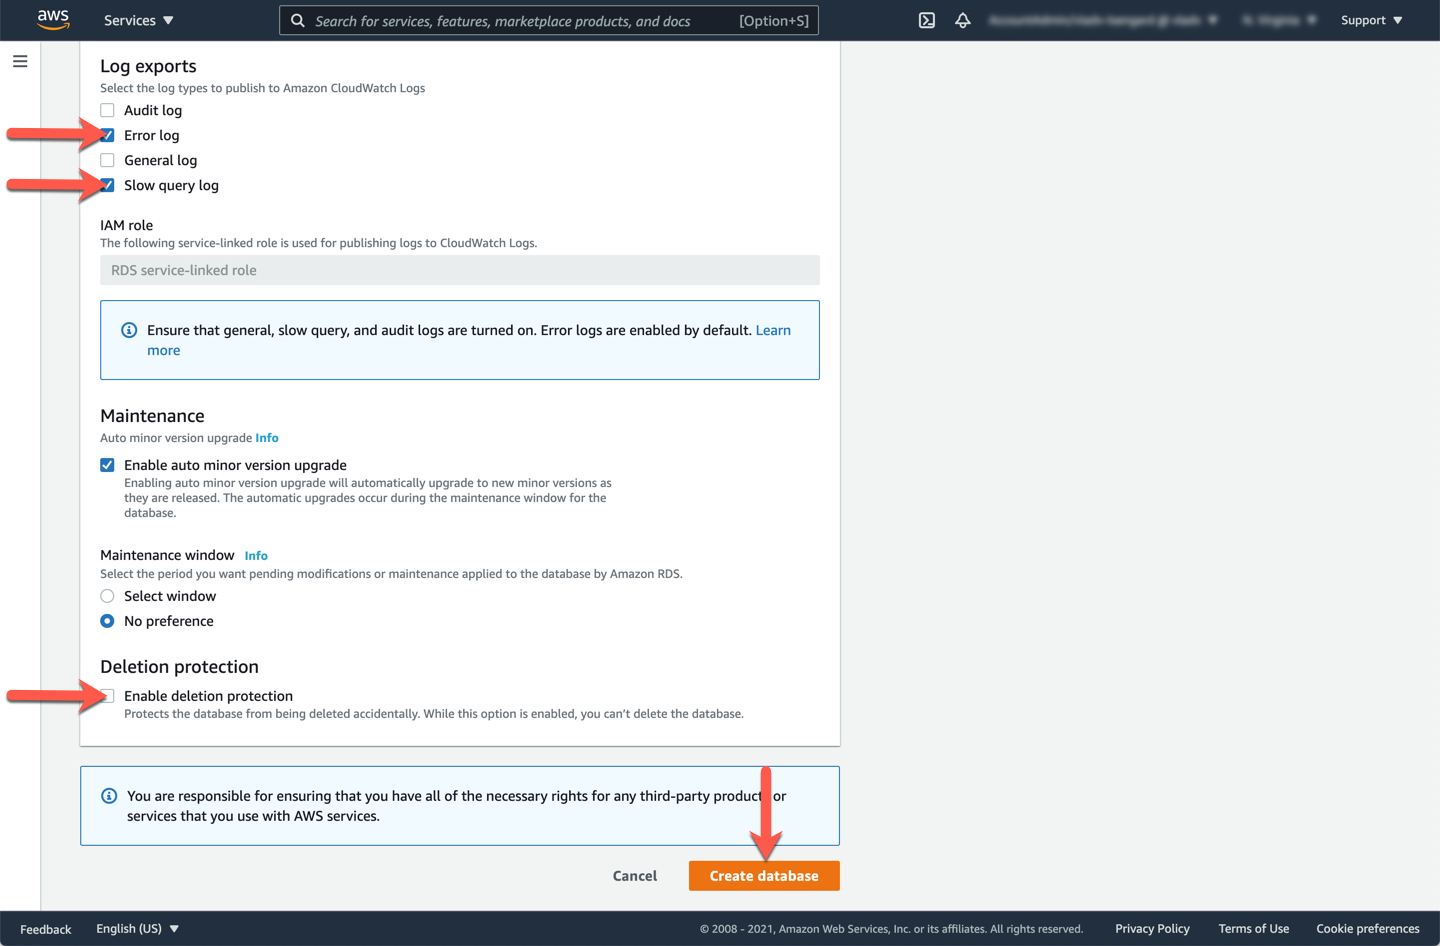 aws
Services
Search for services, features, marketplace products, and docs [Option+S]
Support
Log exports
Select the log types to publish to Amazon CloudWatch Logs
Audit log
Error log
General log
Slow query log
IAM role
The following service-linked role is used for publishing logs to CloudWatch Logs.
RDS service-linked role
Ensure that general, slow query, and audit logs are turned on. Error logs are enabled by default. Learn
more
Maintenance
Auto minor version upgrade Info
Enable auto minor version upgrade
Enabling auto minor version upgrade will automatically upgrade to new minor versions as
they are released. The automatic upgrades occur during the maintenance window for the
database.
Maintenance window Info
Select the period you want pending modifications or maintenance applied to the database by Amazon RDS.
Select window
No preference
Deletion protection
Enable deletion protection
Protects the database from being deleted accidentally. While this option is enabled, you can't delete the database.
You are responsible for ensuring that you have all of the necessary rights for any third-party product or
services that you use with AWS services.
Cancel
Create database
Feedback
English (US)
© 2008 - 2021, Amazon Web Services, Inc. or its affiliates. All rights reserved.
Privacy Policy
Terms of Use
Cookie preferences